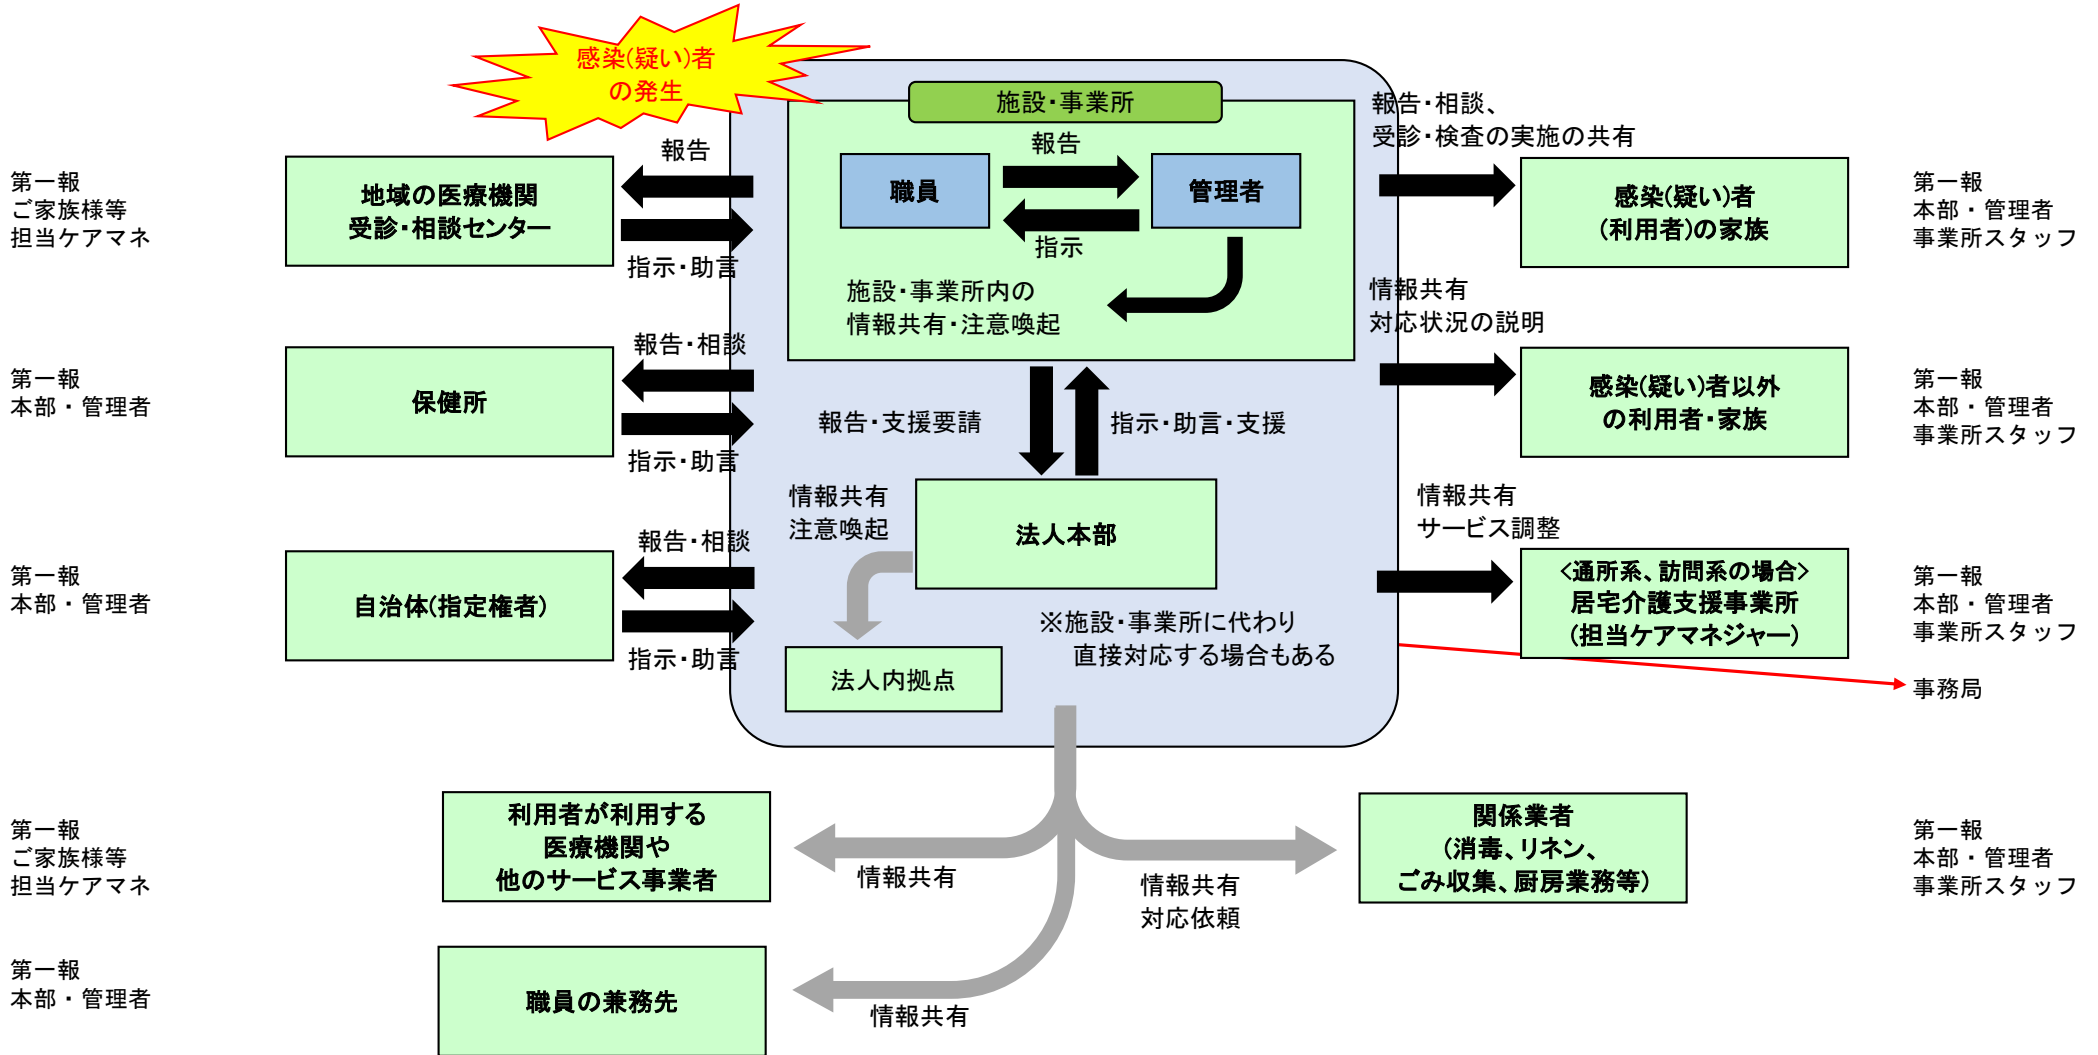 感染(疑い)者
の発生
施設・事業所
報告
職員
管理者
指示
施設・事業所内の
情報共有・注意喚起
第一報
ご家族様等
担当ケアマネ
地域の医療機関
受診・相談センター
報告
指示・助言
報告・相談、
受診・検査の実施の共有
感染(疑い)者
(利用者)の家族
第一報
本部・管理者
事業所スタッフ
第一報
本部・管理者
保健所
報告・相談
指示・助言
報告・支援要請
指示・助言・支援
情報共有
対応状況の説明
感染(疑い)者以外
の利用者・家族
第一報
本部・管理者
事業所スタッフ
情報共有
注意喚起
法人本部
第一報
本部・管理者
自治体(指定権者)
報告・相談
指示・助言
※施設・事業所に代わり
直接対応する場合もある
法人内拠点
情報共有
サービス調整
<通所系、訪問系の場合>
居宅介護支援事業所
(担当ケアマネジャー)
第一報
本部・管理者
事業所スタッフ
事務局
第一報
ご家族様等
担当ケアマネ
利用者が利用する
医療機関や
他のサービス事業者
情報共有
情報共有
対応依頼
関係業者
(消毒、リネン、
ごみ収集、厨房業務等)
第一報
本部・管理者
事業所スタッフ
第一報
本部・管理者
職員の兼務先
情報共有